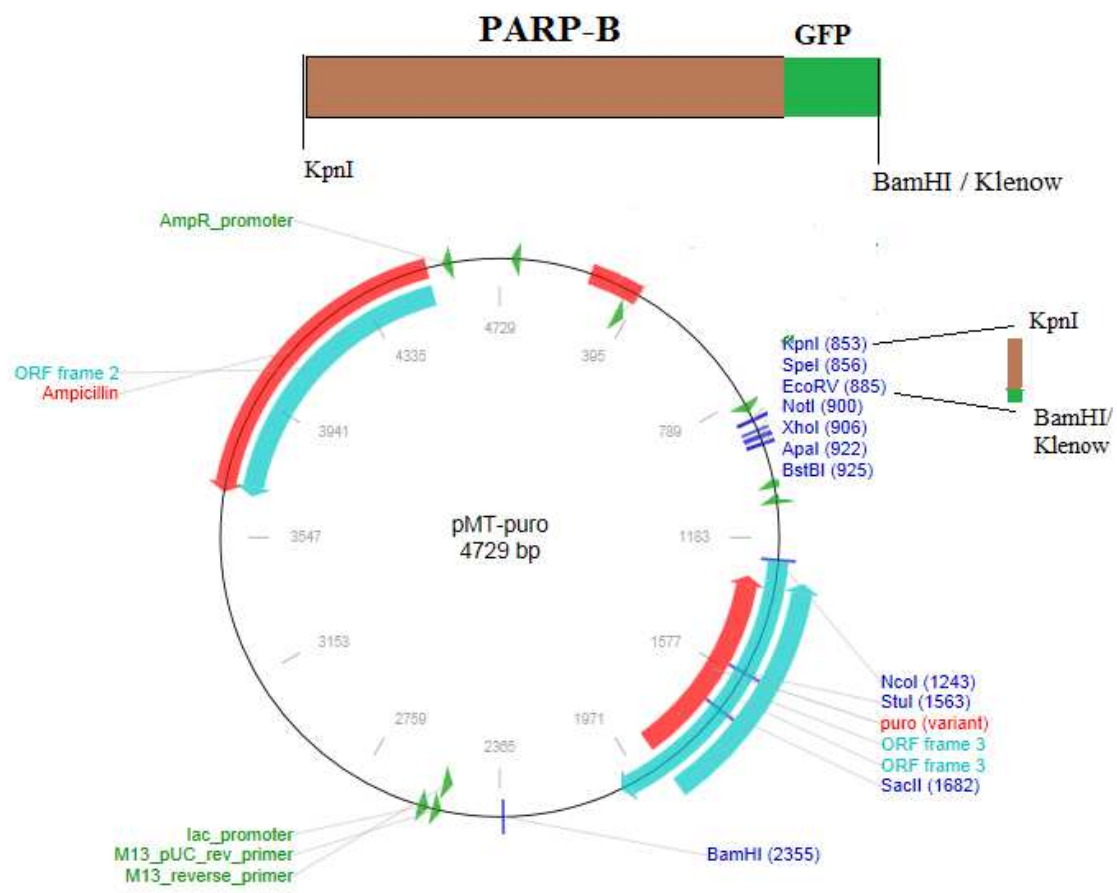 PARP-B
GFP
KpnI
BamHI / Klenow
AmpR_promoter
4729
395
4335
ORF frame 2
Ampicillin
3941
789
KpnI (853)
SpeI (856)
EcoRV (885)
NotI (900)
XhoI (906)
ApaI (922)
BstBI (925)
KpnI
BamHI/
Klenow
pMT-puro
4729 bp
3547
1183
3153
1577
2759
1971
2365
NcoI (1243)
StuI (1563)
puro (variant)
ORF frame 3
ORF frame 3
SacII (1682)
lac_promoter
M13_pUC_rev_primer
M13_reverse_primer
BamHI (2355)